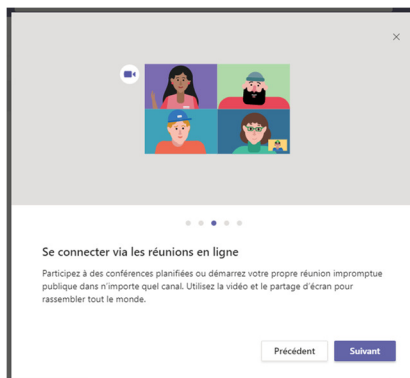 Se connecter via les réunions en ligne
Participez à des conférences planifiées ou démarrez votre propre réunion impromptue
publique dans n'importe quel canal. Utilisez la vidéo et le partage d'écran pour
rassembler tout le monde.
Précédent Suivant